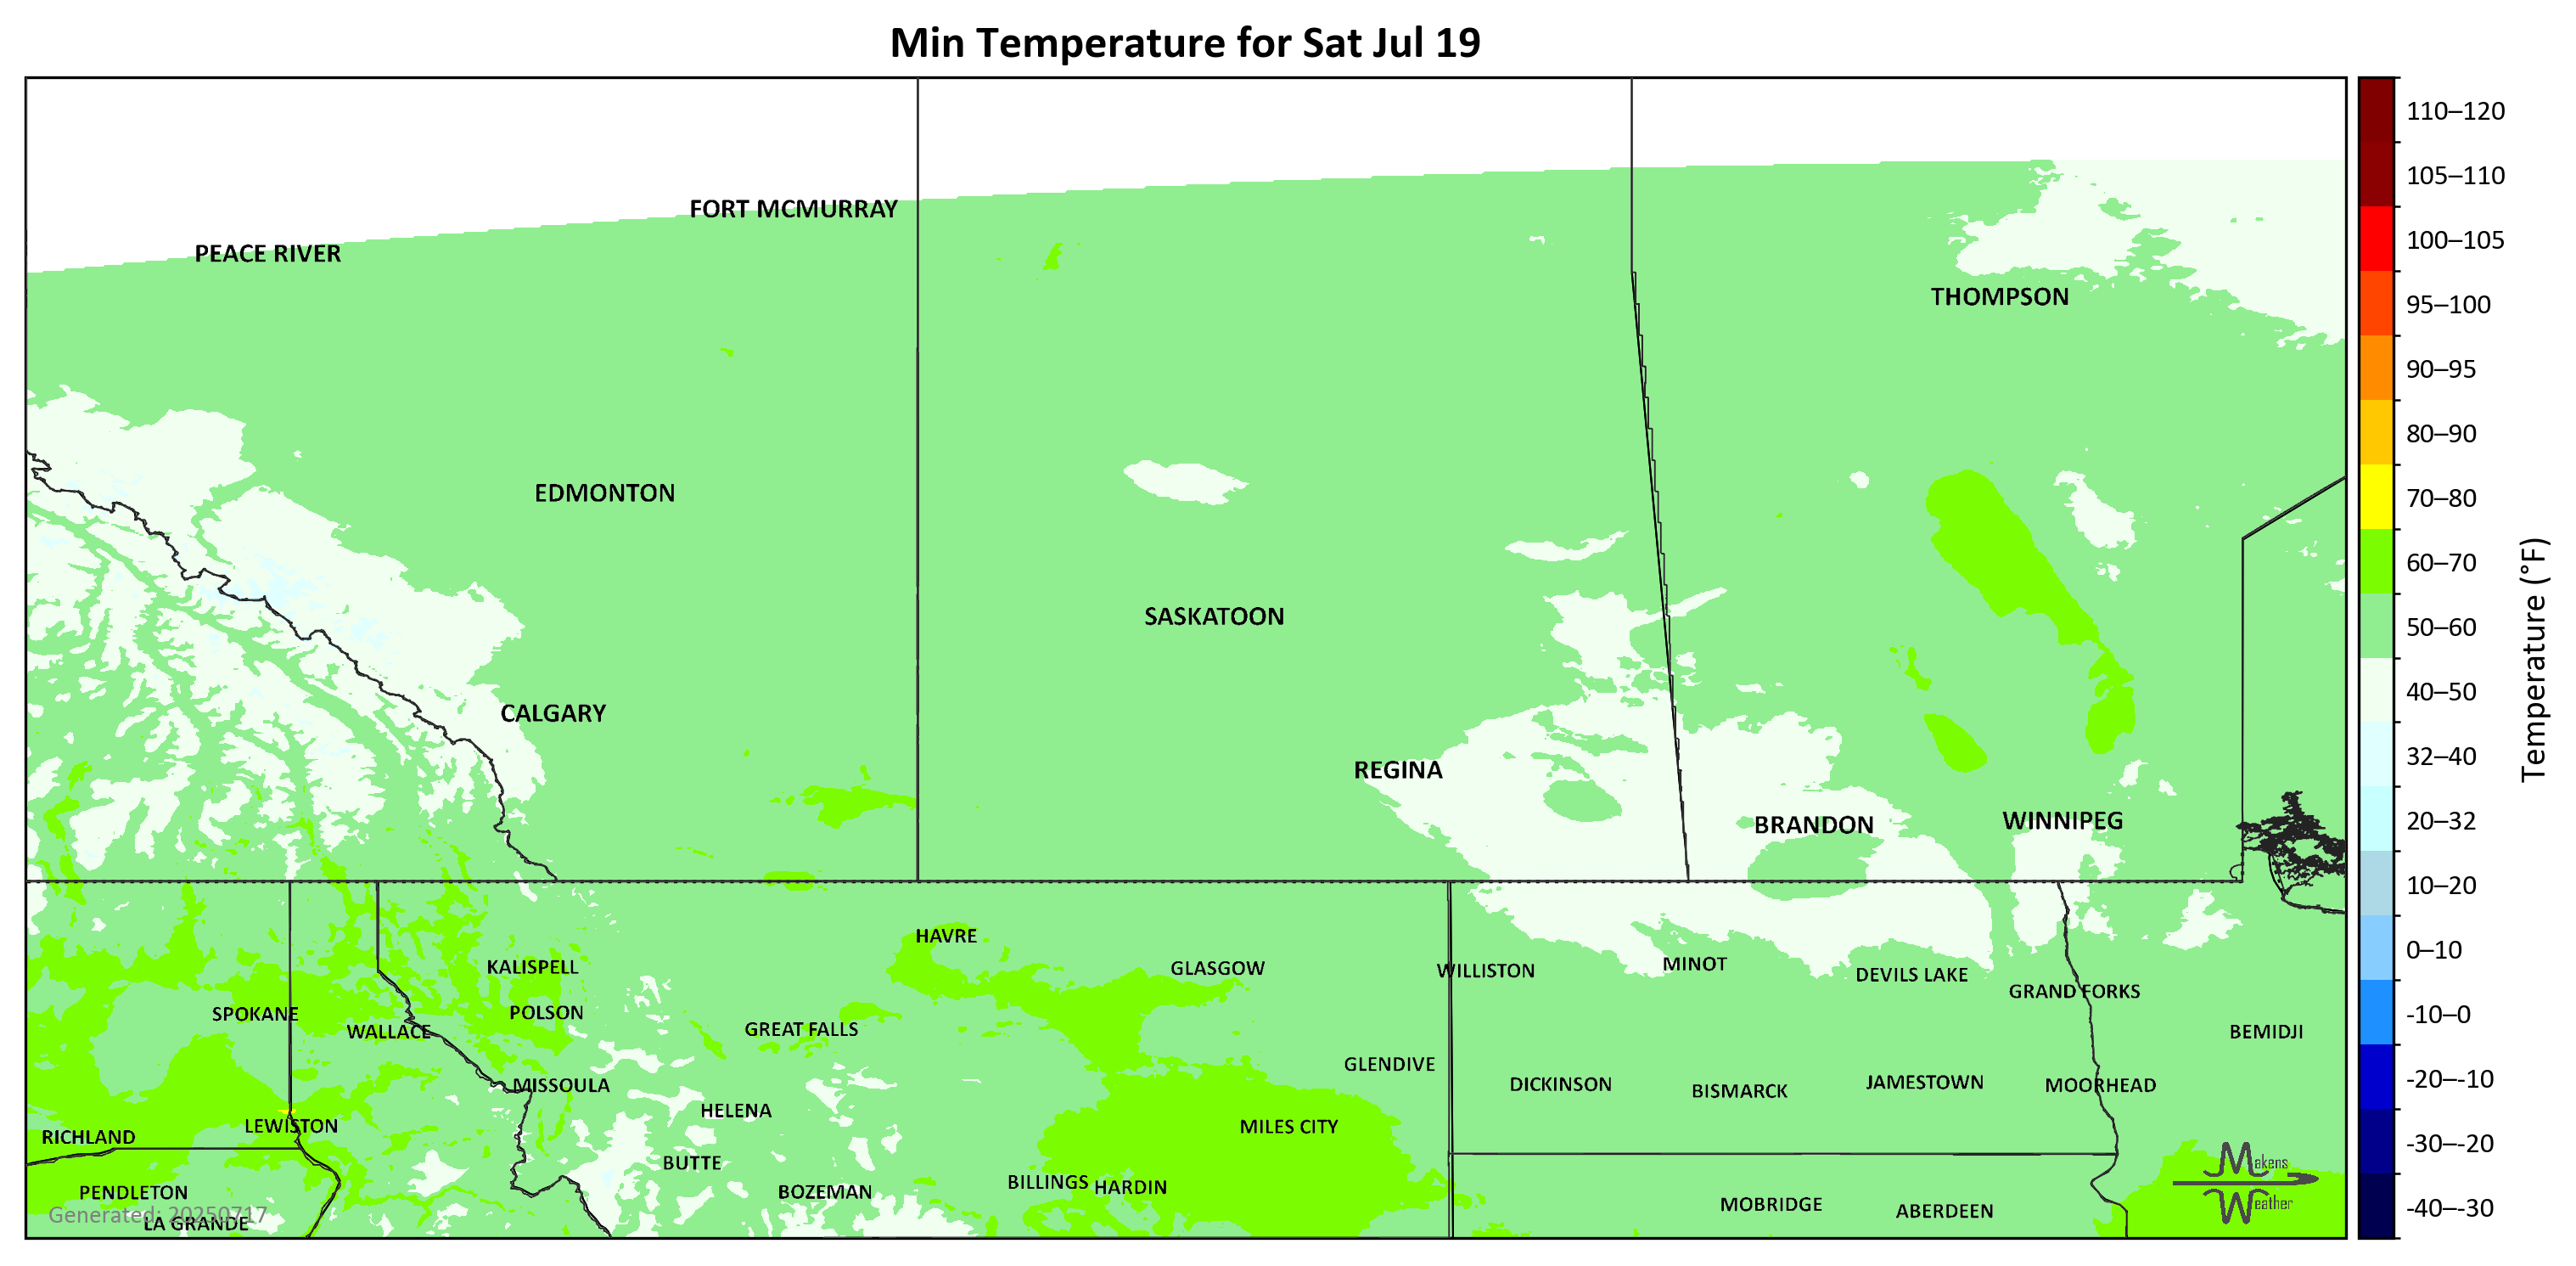 Min Temperature for Sat Jul 19
FORT MCMURRAY
PEACE RIVER
THOMPSON
EDMONTON
SASKATOON
CALGARY
REGINA
BRANDON
WINNIPEG
HAVRE
KALISPELL
GLASGOW
WILLISTON
MINOT
DEVILS LAKE
GRAND FORKS
SPOKANE
POLSON
WALLACE
GREAT FALLS
BEMIDJI
GLENDIVE
MISSOULA
DICKINSON
BISMARCK
JAMESTOWN
MOORHEAD
HELENA
LEWISTON
MILES CITY
RICHLAND
BUTTE
BILLINGS
HARDIN
PENDLETON
BOZEMAN
MOBRIDGE
ABERDEEN
LA GRANDE
Generated: 20250717
Makens
Weather
110–120
105–110
100–105
95–100
90–95
80–90
70–80
60–70
50–60
40–50
32–40
20–32
10–20
0–10
-10–0
-20–-10
-30–-20
-40–-30
Temperature (°F)